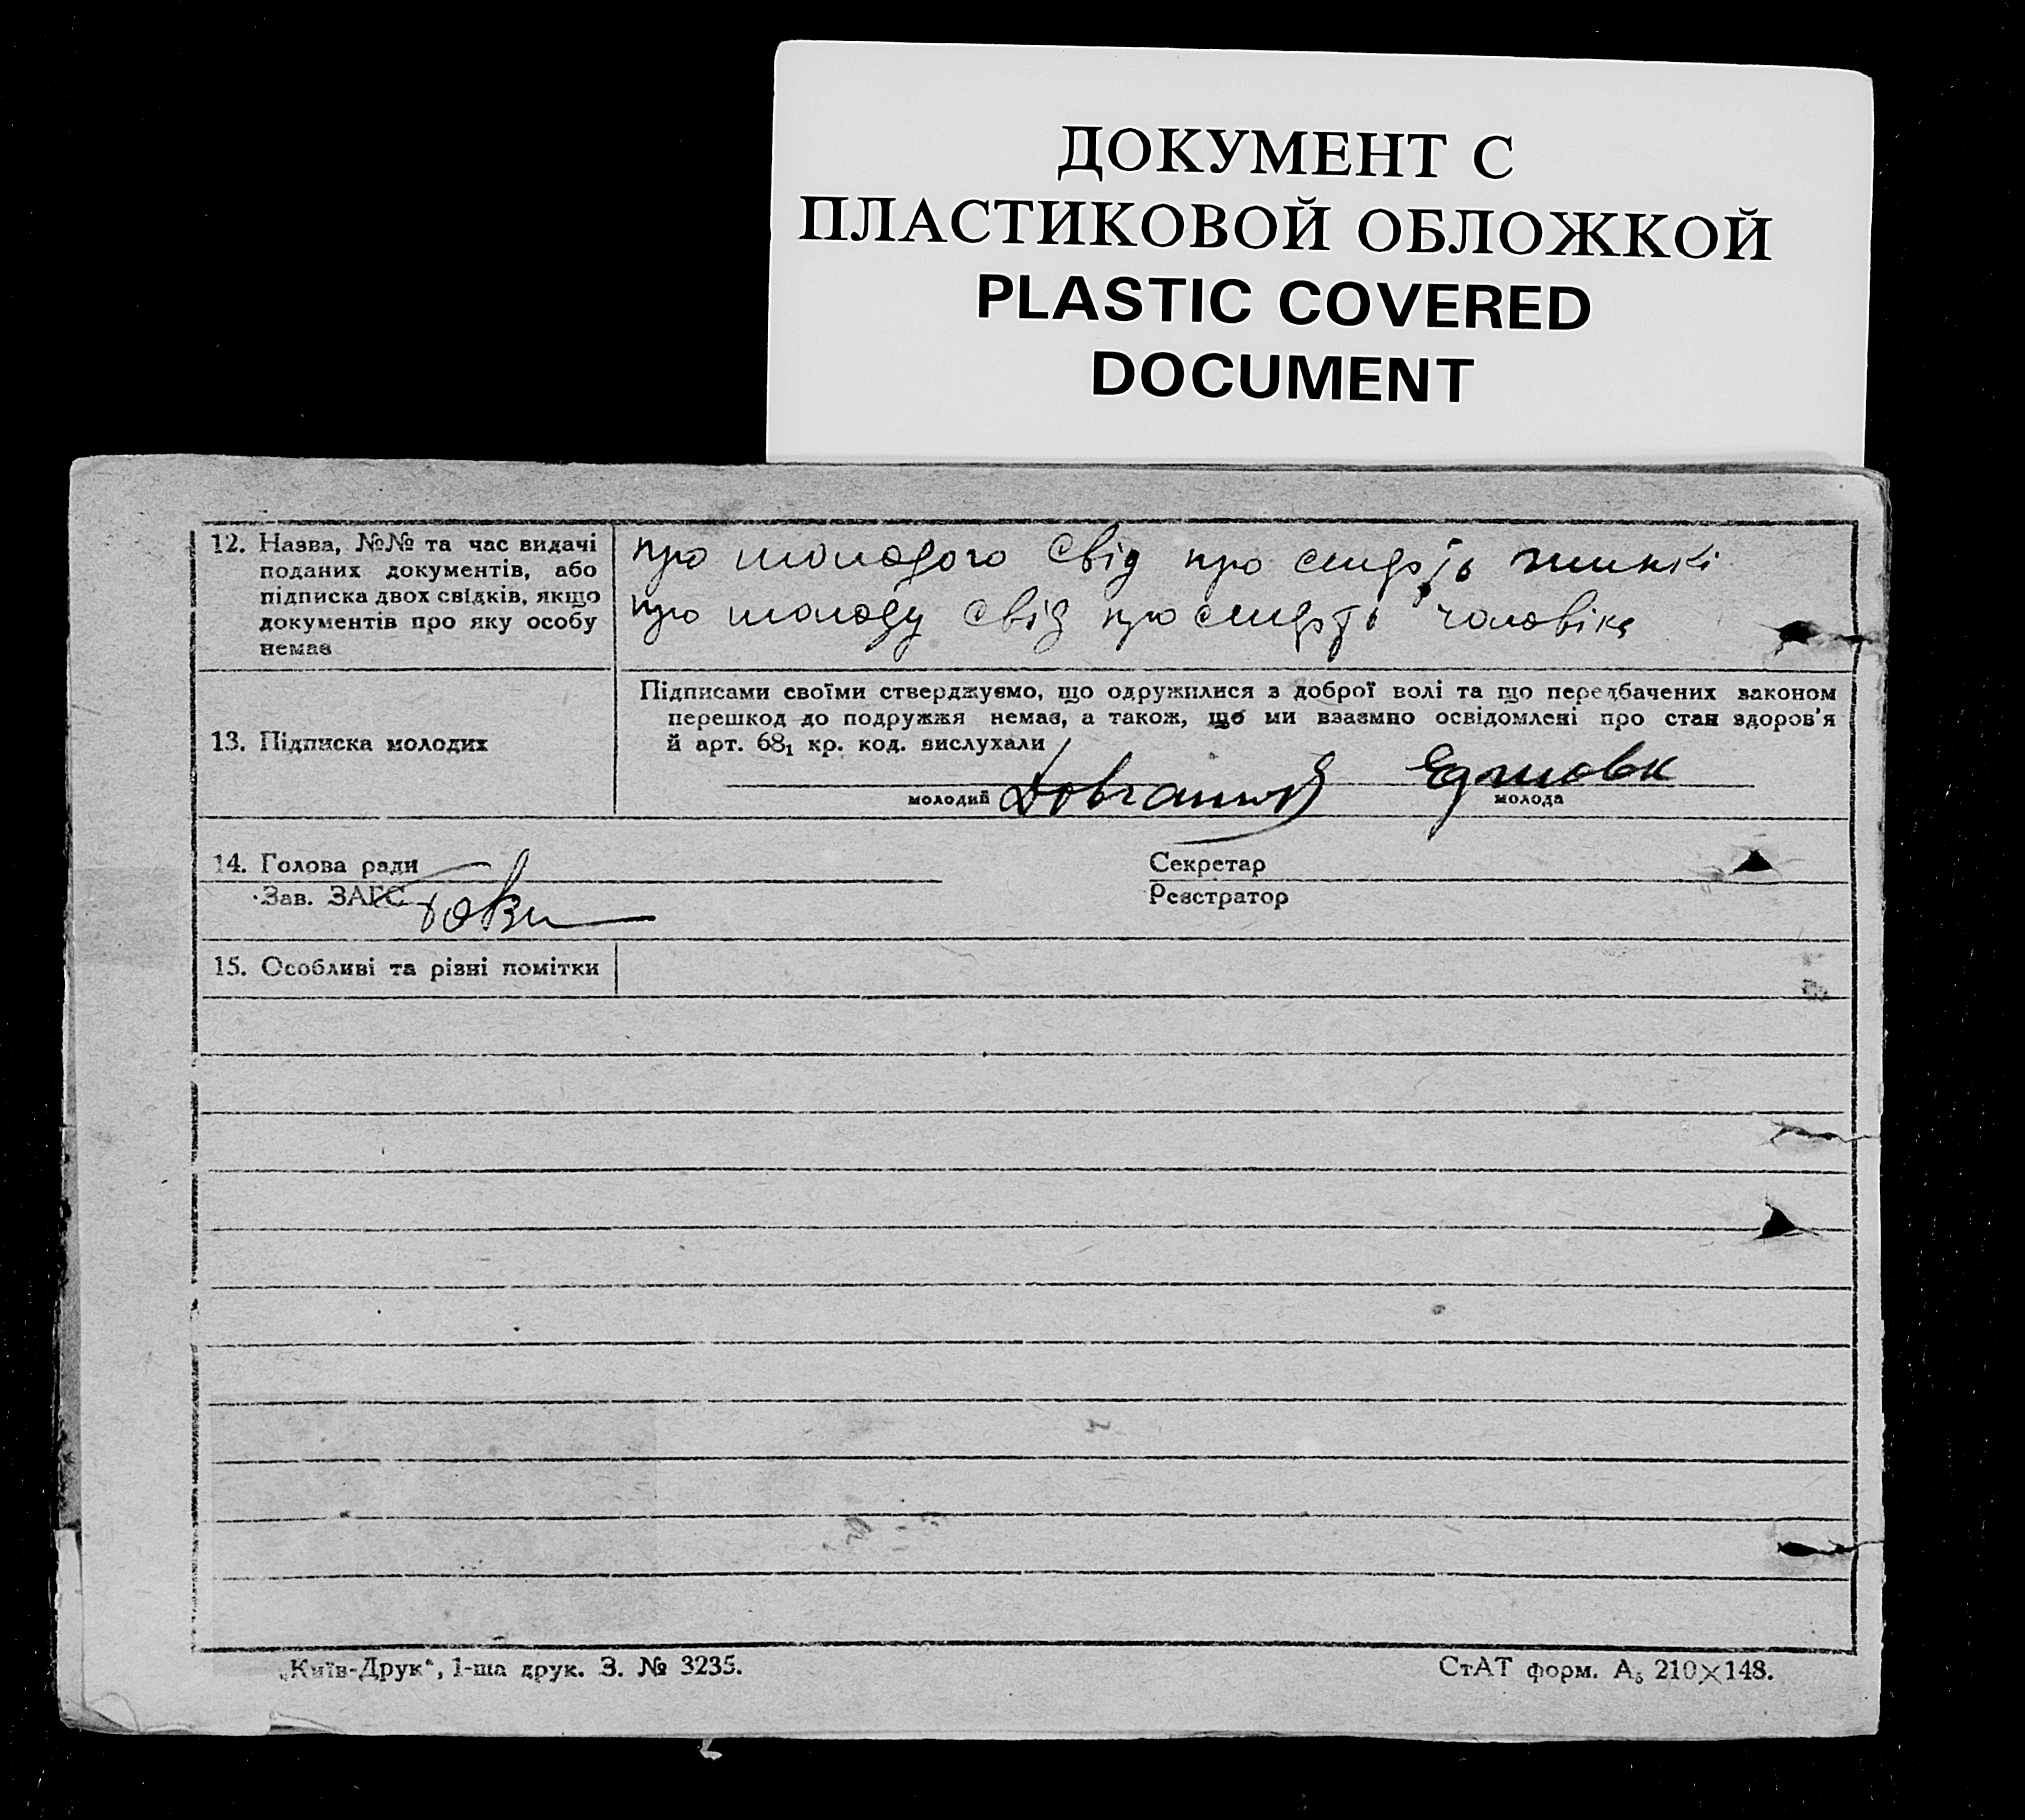 ДОКУМЕНТ С
ПЛАСТИКОВОЙ ОБЛОЖКОЙ
PLASTIC COVERED
DOCUMENT
12. Назва, №№ та час видачі
поданих документів, або
підписка двох свідків, якщо
документів про яку особу
немає
про молодого свід про смерть жинкі
про молоду свід про смерть чоловіка
13. Підписка молодих
Підписами своїми стверджуємо, що одружилися з доброї волі та що передбачених законом
перешкод до подружжя немає, а також, що ми взаємно освідомлені про стан здоров'я
й арт. 68₁ кр. код. вислухали
молодий
молода
14. Голова ради
Секретар
Зав. ЗАГС
Реєстратор
15. Особливі та різні помітки
„Київ-Друк“, 1-ша друк. З. № 3235.
СтАТ форм. А₅ 210×148.